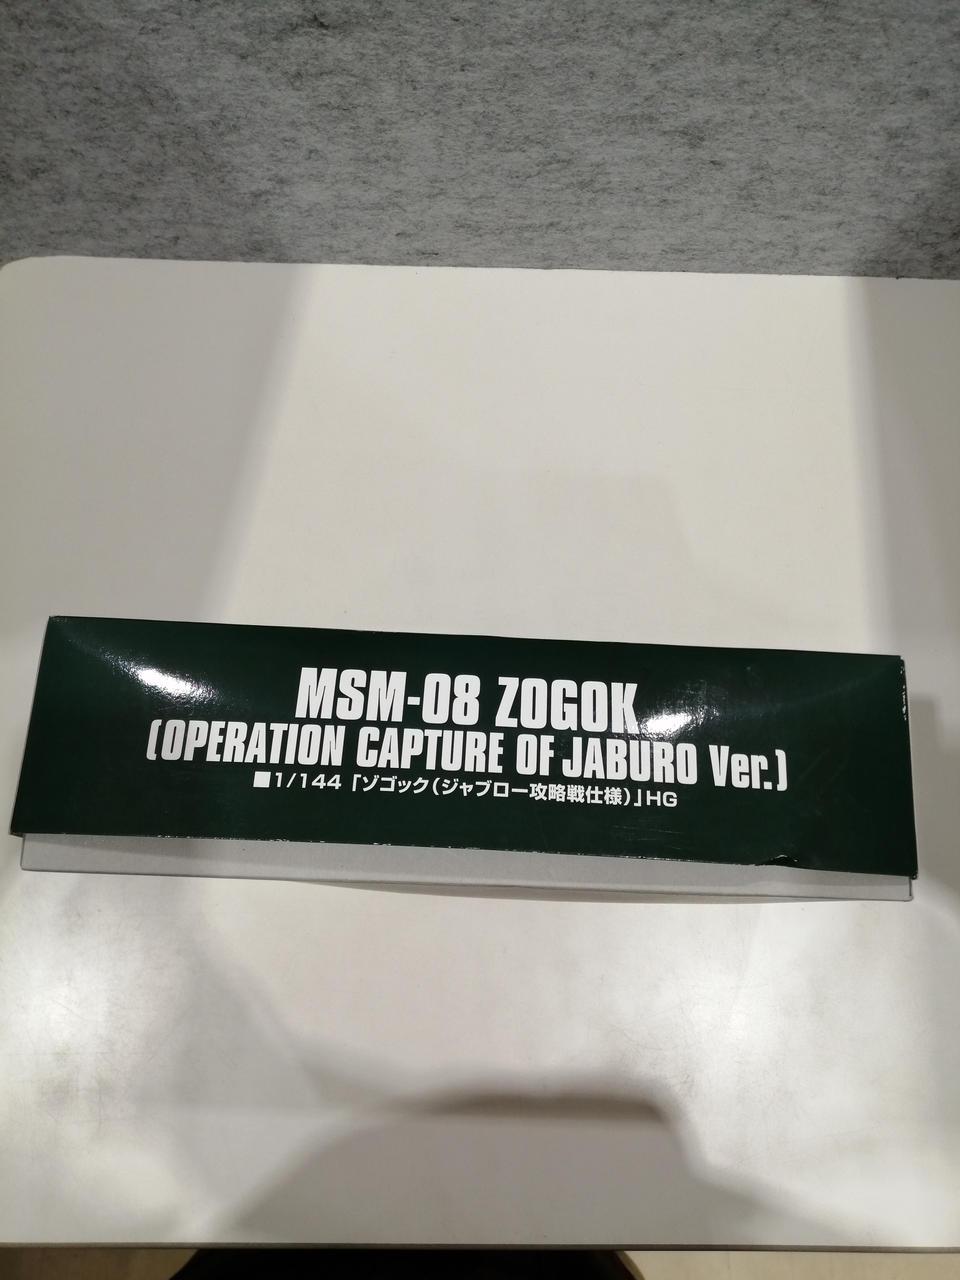 MSM-08 ZOGOK
(OPERATION CAPTURE OF JABURO Ver.)
■1/144「ゾゴック(ジャブロー攻略戦仕様)」HG